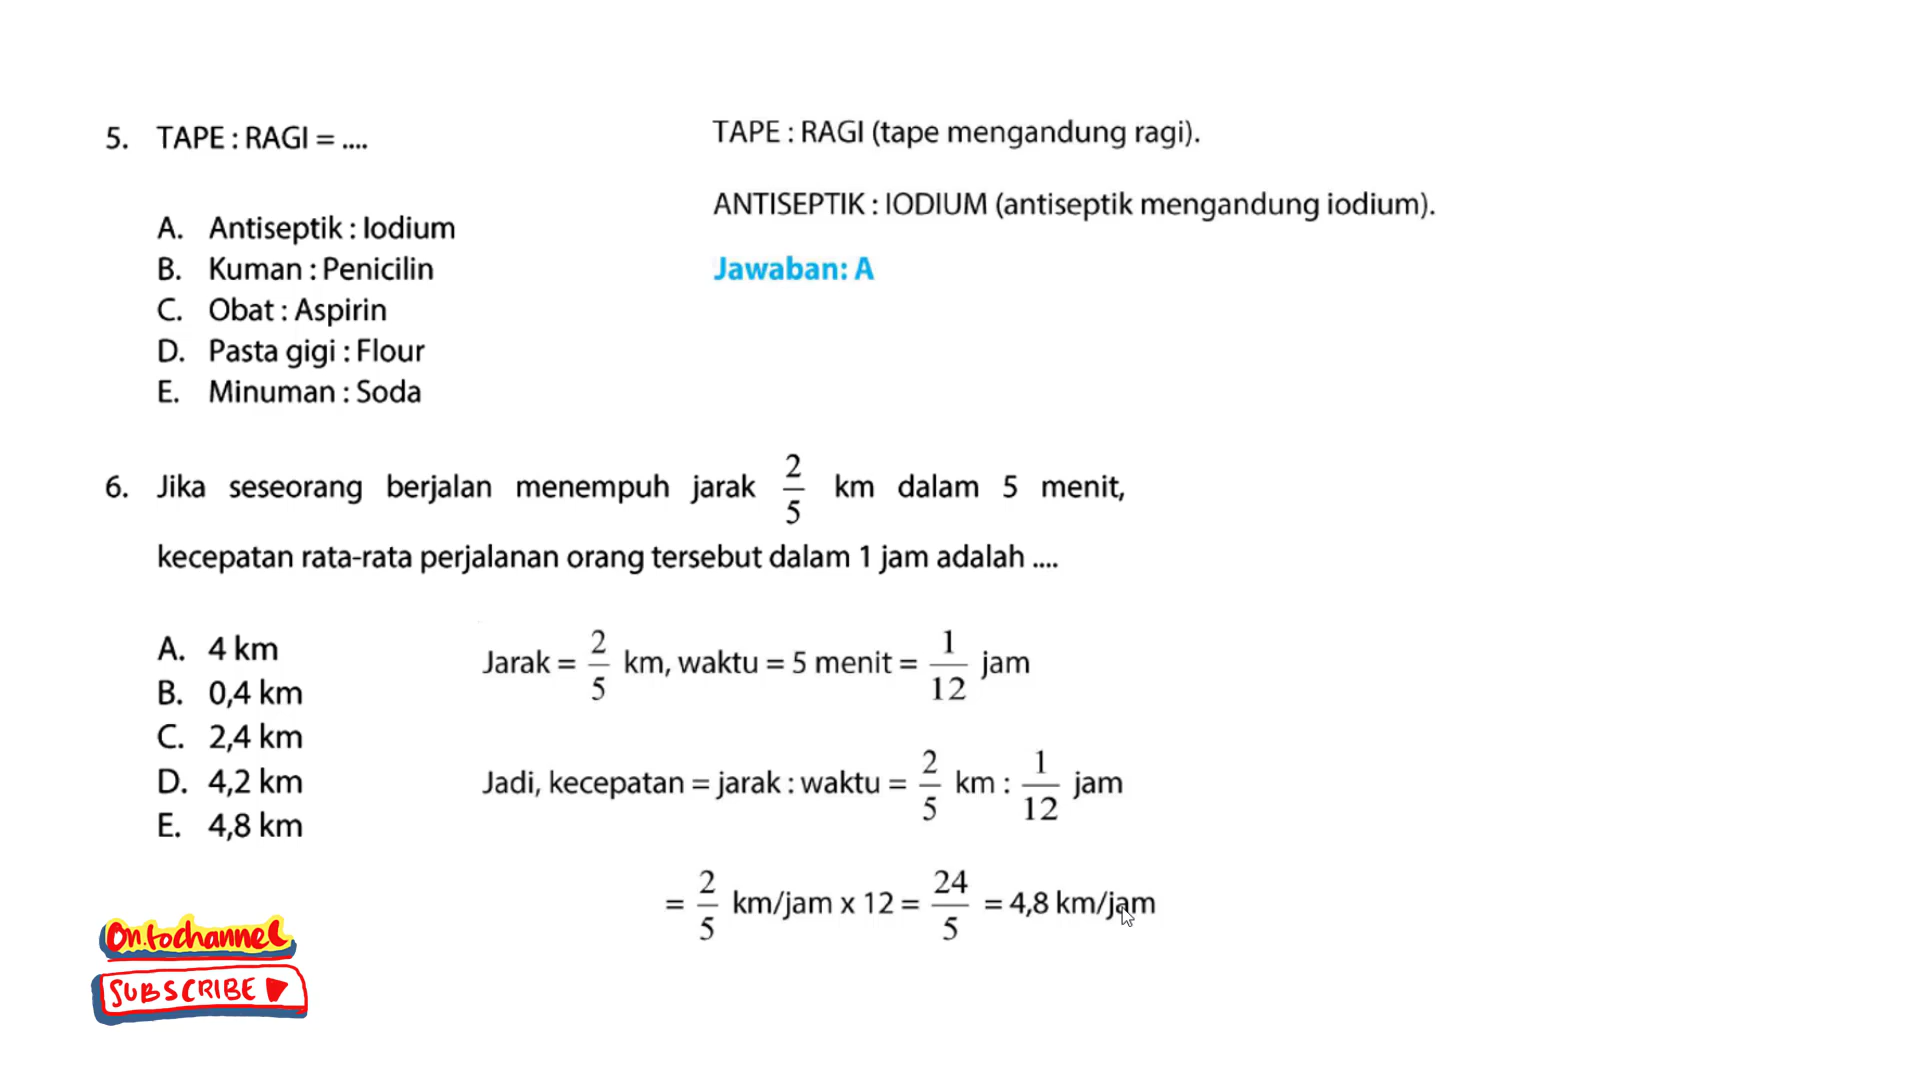 5. TAPE : RAGI = ....
A. Antiseptik : Iodium
B. Kuman : Penicilin
C. Obat : Aspirin
D. Pasta gigi : Flour
E. Minuman : Soda
TAPE : RAGI (tape mengandung ragi).
ANTISEPTIK : IODIUM (antiseptik mengandung iodium).
Jawaban: A
6. Jika seseorang berjalan menempuh jarak 2/5 km dalam 5 menit,
kecepatan rata-rata perjalanan orang tersebut dalam 1 jam adalah ....
A. 4 km
B. 0,4 km
C. 2,4 km
D. 4,2 km
E. 4,8 km
Jarak = 2/5 km, waktu = 5 menit = 1/12 jam
Jadi, kecepatan = jarak : waktu = 2/5 km : 1/12 jam
= 2/5 km/jam x 12 = 24/5 = 4,8 km/jam
On.tochannel
SUBSCRIBE